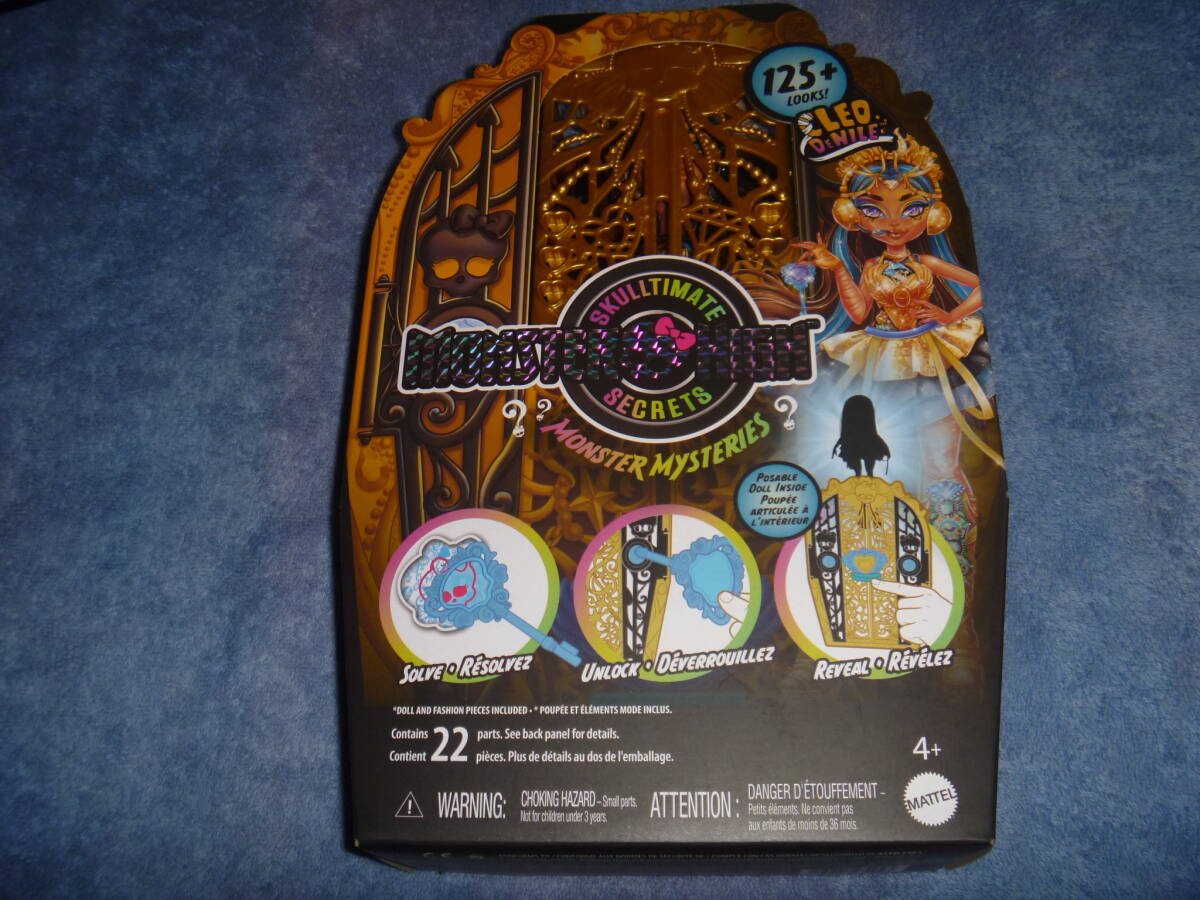 125+
LOOKS!
CLEO
DENILE
SKULLTIMATE
MONSTER HIGH
SECRETS
? ? MONSTER MYSTERIES ?
POSABLE
DOLL INSIDE
POUPÉE
ARTICULÉE À
L'INTÉRIEUR
SOLVE • RÉSOLVEZ
UNLOCK • DÉVERROUILLEZ
REVEAL • RÉVÉLEZ
*DOLL AND FASHION PIECES INCLUDED • * POUPÉE ET ÉLÉMENTS MODE INCLUS.
Contains 22 parts. See back panel for details.
Contient pièces. Plus de détails au dos de l'emballage.
4+
WARNING: CHOKING HAZARD – Small parts.
Not for children under 3 years.
ATTENTION : DANGER D'ÉTOUFFEMENT –
Petits éléments. Ne convient pas
aux enfants de moins de 36 mois.
MATTEL
CE